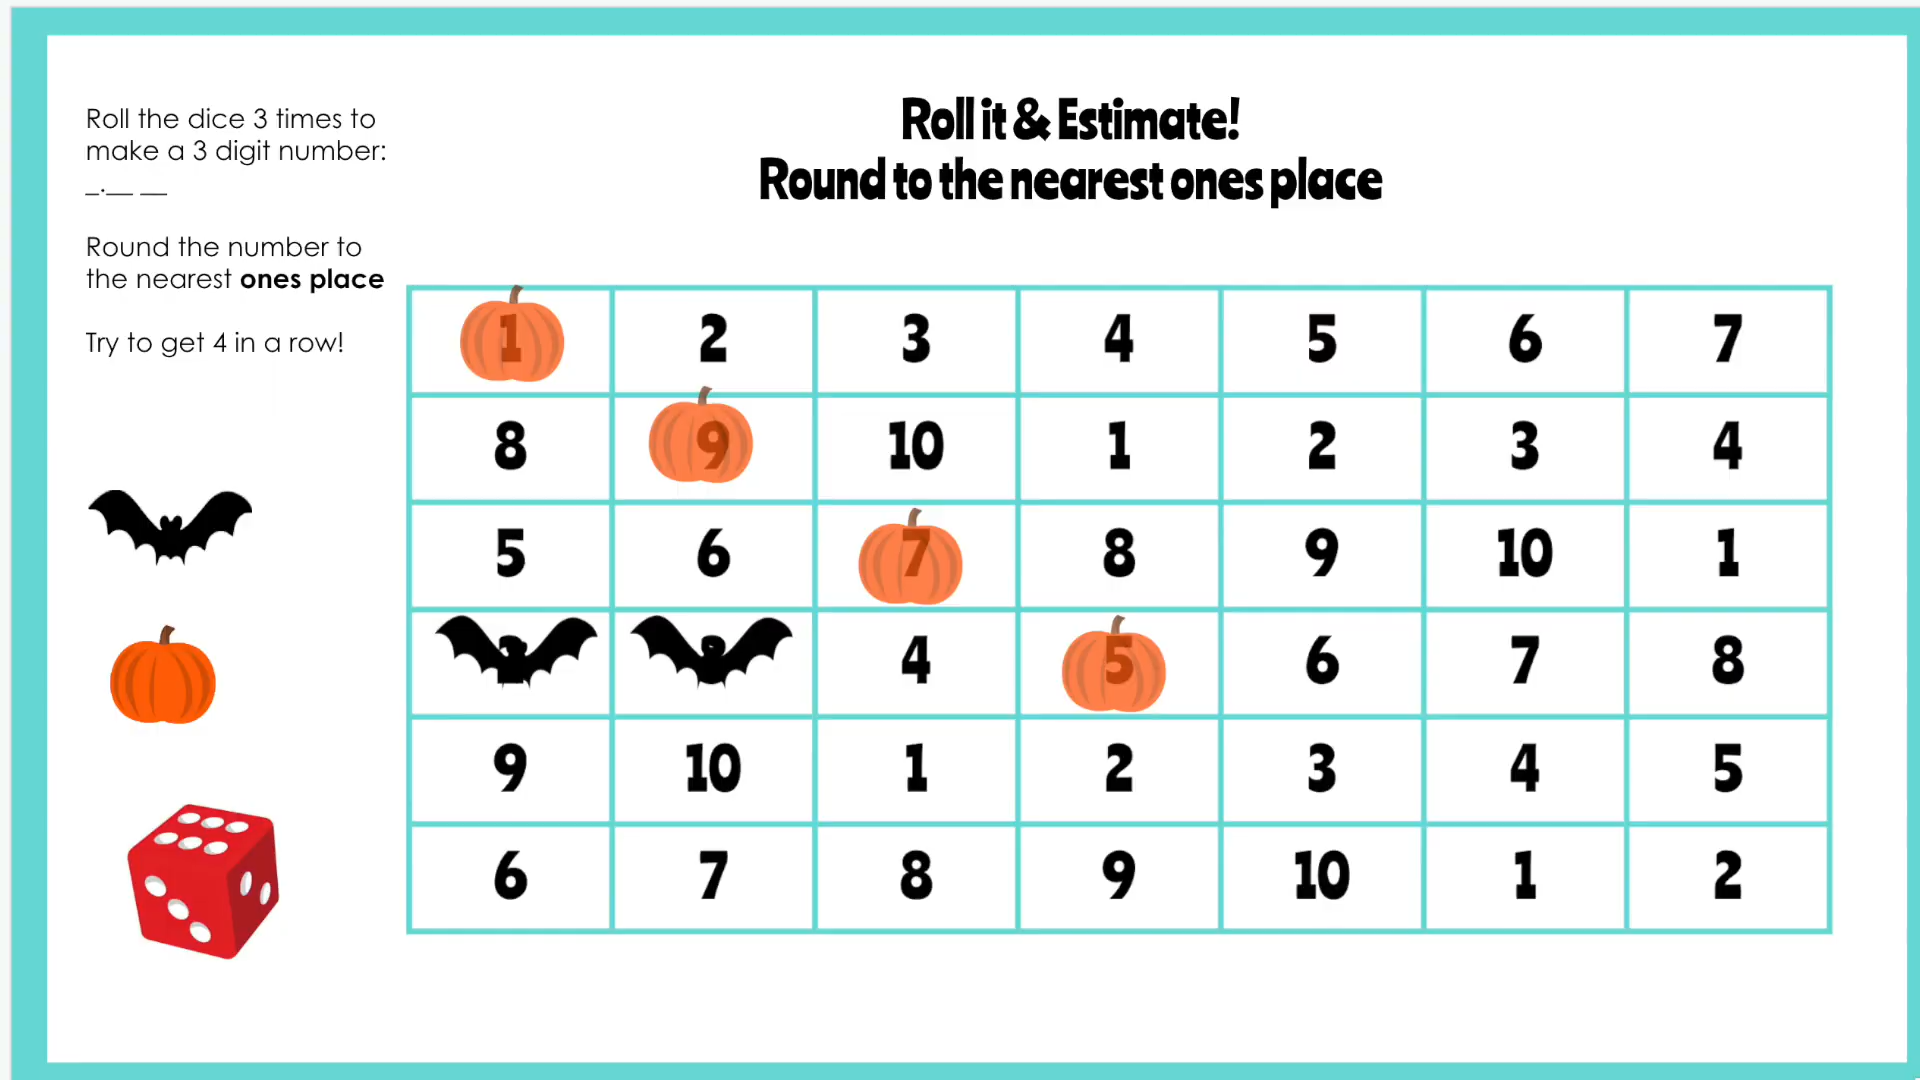 Roll the dice 3 times to
make a 3 digit number:
_.__ __
Round the number to
the nearest ones place
Try to get 4 in a row!
Roll it & Estimate!
Round to the nearest ones place
1 2 3 4 5 6 7
8 9 10 1 2 3 4
5 6 7 8 9 10 1
4 5 6 7 8
9 10 1 2 3 4 5
6 7 8 9 10 1 2